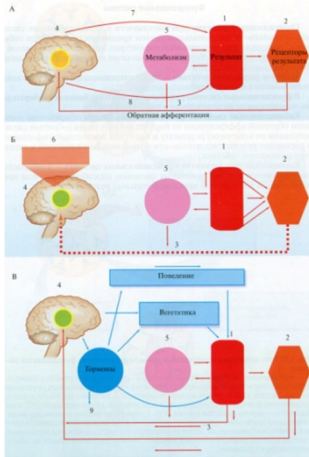 А
7
4
5
1
2
Метаболизм
Результат
Рецепторы
результата
8
3
Обратная афферентация
Б
6
1
4
5
2
3
В
Поведение
4
Вегетатика
5
1
2
Гормоны
9
3